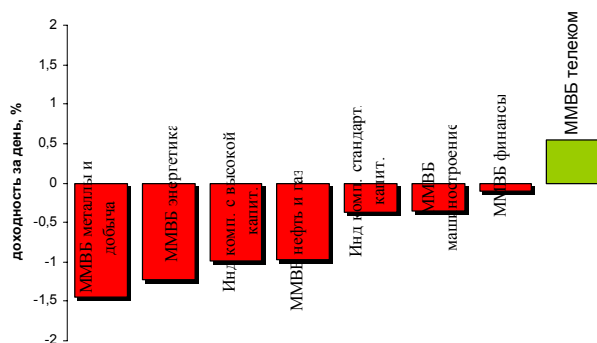 доходность за день, %
2
1,5
1
0,5
0
-0,5
-1
-1,5
-2
ММВБ металлы и
добыча
ММВБ энергетика
Инд комп. с высокой
капит.
ММВБ нефть и газ
Инд комп. стандарт.
капит.
ММВБ
машиностроение
ММВБ финансы
ММВБ телеком